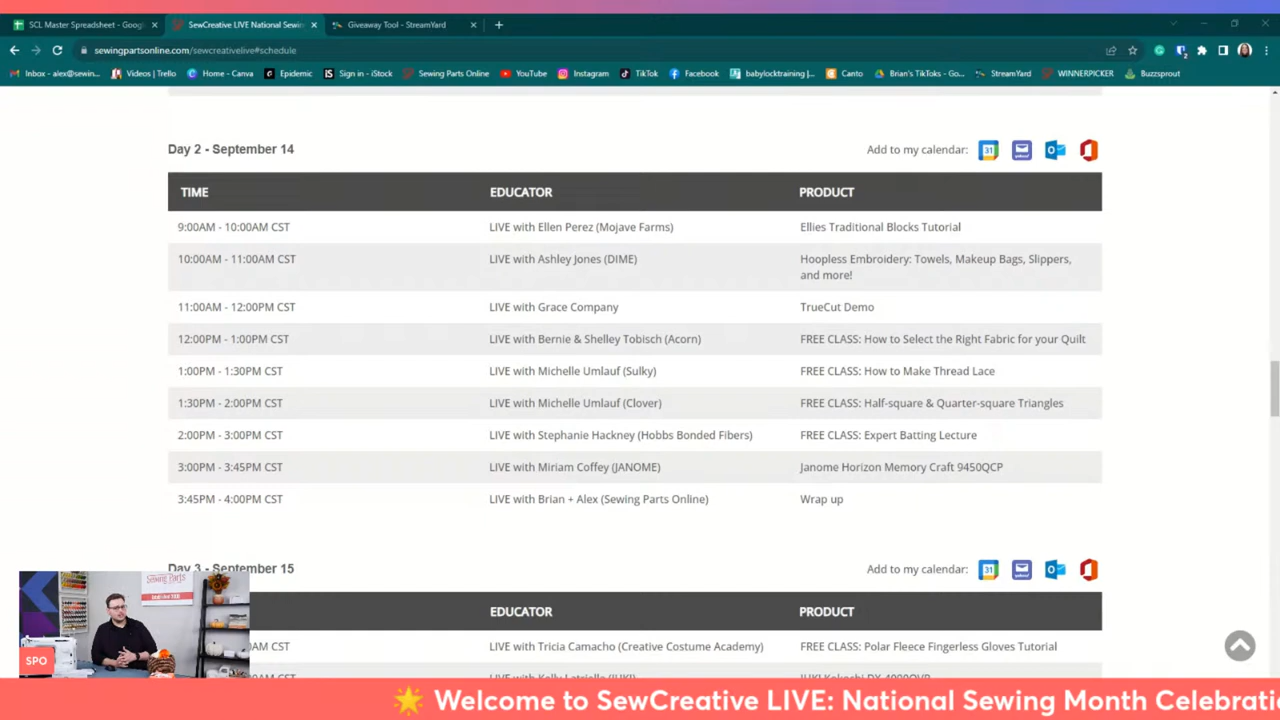 SCL Master Spreadsheet - Googl
SewCreative LIVE National Sewin
Giveaway Tool - StreamYard
sewingpartsonline.com/sewcreativelive#schedule
Inbox - alex@sewin... Videos | Trello Home - Canva Epidemic Sign in - iStock Sewing Parts Online YouTube Instagram TikTok Facebook babylocktraining |... Canto Brian's TikToks - Go... StreamYard WINNERPICKER Buzzsprout
Day 2 - September 14
Add to my calendar:
TIME EDUCATOR PRODUCT
9:00AM - 10:00AM CST LIVE with Ellen Perez (Mojave Farms) Ellies Traditional Blocks Tutorial
10:00AM - 11:00AM CST LIVE with Ashley Jones (DIME) Hoopless Embroidery: Towels, Makeup Bags, Slippers,
and more!
11:00AM - 12:00PM CST LIVE with Grace Company TrueCut Demo
12:00PM - 1:00PM CST LIVE with Bernie & Shelley Tobisch (Acorn) FREE CLASS: How to Select the Right Fabric for your Quilt
1:00PM - 1:30PM CST LIVE with Michelle Umlauf (Sulky) FREE CLASS: How to Make Thread Lace
1:30PM - 2:00PM CST LIVE with Michelle Umlauf (Clover) FREE CLASS: Half-square & Quarter-square Triangles
2:00PM - 3:00PM CST LIVE with Stephanie Hackney (Hobbs Bonded Fibers) FREE CLASS: Expert Batting Lecture
3:00PM - 3:45PM CST LIVE with Miriam Coffey (JANOME) Janome Horizon Memory Craft 9450QCP
3:45PM - 4:00PM CST LIVE with Brian + Alex (Sewing Parts Online) Wrap up
Day 3 - September 15
Add to my calendar:
EDUCATOR PRODUCT
AM CST LIVE with Tricia Camacho (Creative Costume Academy) FREE CLASS: Polar Fleece Fingerless Gloves Tutorial
Sewing Parts
SPO
Welcome to SewCreative LIVE: National Sewing Month Celebrati